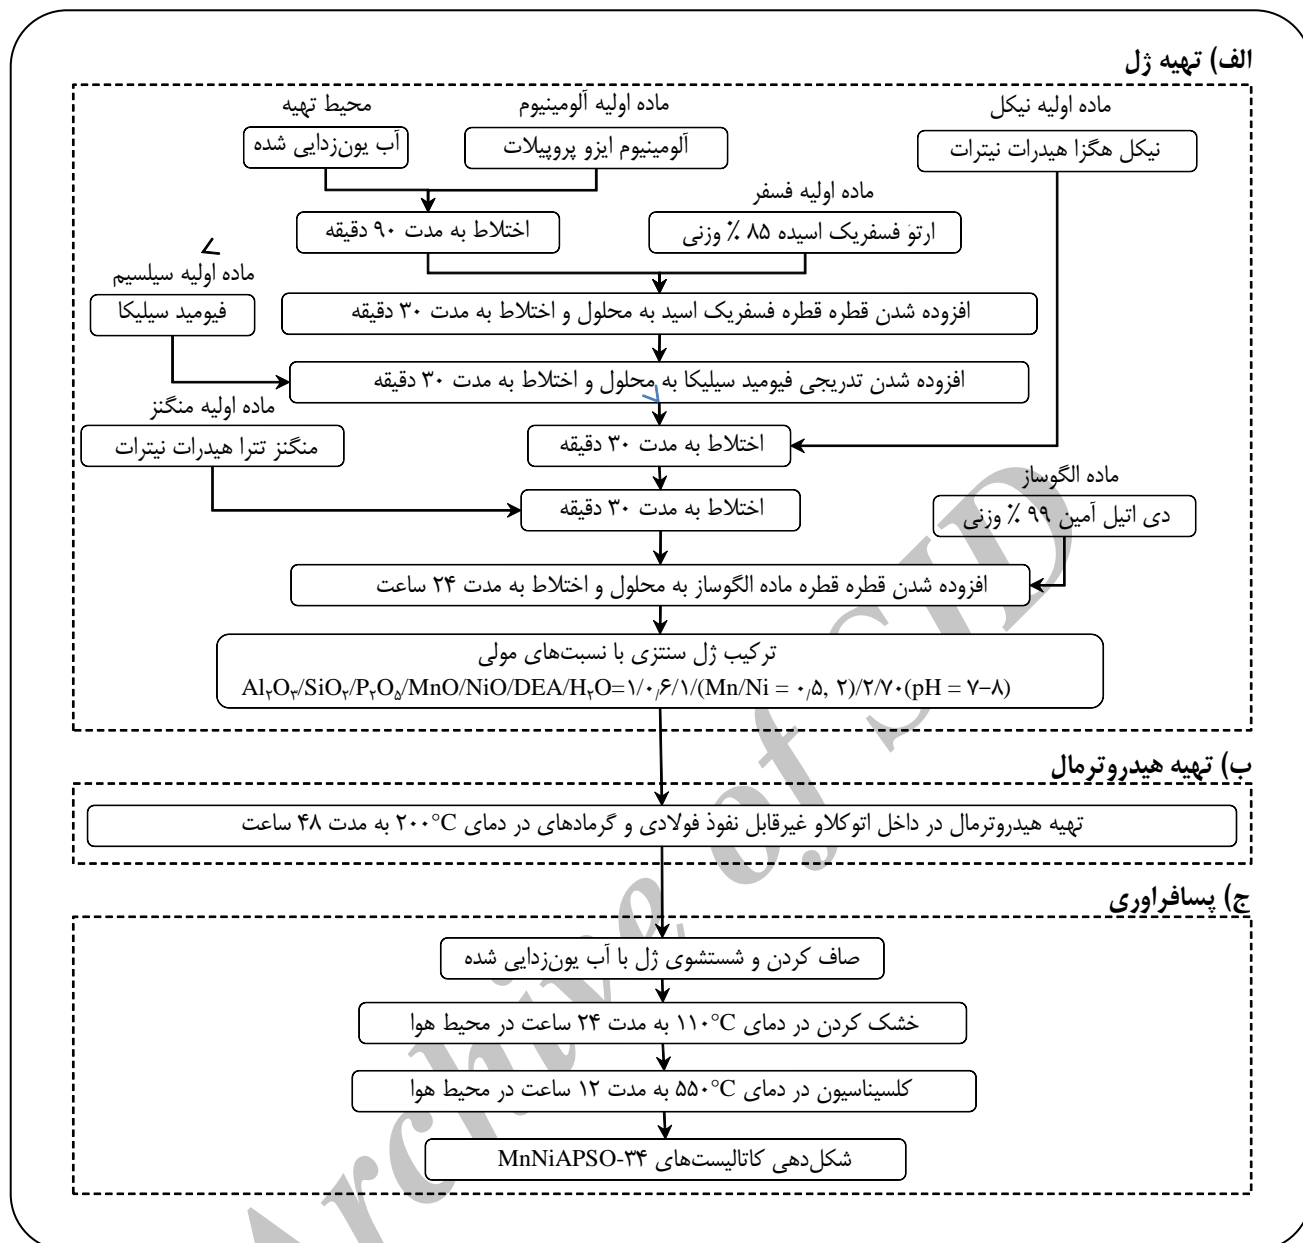 الف) تهیه ژل
ماده اولیه نیکل
ماده اولیه آلومینیوم
محیط تهیه
نیکل هگزا هیدرات نیترات
آلومینیوم ایزو پروپیلات
آب یون‌زدایی شده
ماده اولیه فسفر
ارتو فسفریک اسیده ۸۵ ٪ وزنی
اختلاط به مدت ۹۰ دقیقه
ماده اولیه سیلسیم
فیومید سیلیکا
افزوده شدن قطره قطره فسفریک اسید به محلول و اختلاط به مدت ۳۰ دقیقه
افزوده شدن تدریجی فیومید سیلیکا به محلول و اختلاط به مدت ۳۰ دقیقه
ماده اولیه منگنز
منگنز تترا هیدرات نیترات
اختلاط به مدت ۳۰ دقیقه
ماده الگوساز
دی اتیل آمین ۹۹ ٪ وزنی
اختلاط به مدت ۳۰ دقیقه
افزوده شدن قطره قطره ماده الگوساز به محلول و اختلاط به مدت ۲۴ ساعت
ترکیب ژل سنتزی با نسبت‌های مولی
Al₂O₃/SiO₂/P₂O₅/MnO/NiO/DEA/H₂O=۱/۰٫۶/۱/(Mn/Ni = ۰٫۵, ۲)/۲/۷۰(pH = ۷–۸)
ب) تهیه هیدروترمال
تهیه هیدروترمال در داخل اتوکلاو غیرقابل نفوذ فولادی و گرمادهای در دمای ۲۰۰°C به مدت ۴۸ ساعت
ج) پسافراوری
صاف کردن و شستشوی ژل با آب یون‌زدایی شده
خشک کردن در دمای ۱۱۰°C به مدت ۲۴ ساعت در محیط هوا
کلسیناسیون در دمای ۵۵۰°C به مدت ۱۲ ساعت در محیط هوا
شکل‌دهی کاتالیست‌های MnNiAPSO-۳۴
Archive of SID